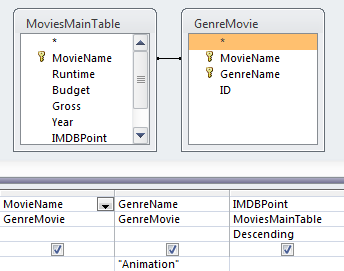 MoviesMainTable
*
MovieName
Runtime
Budget
Gross
Year
IMDBPoint
GenreMovie
*
MovieName
GenreName
ID
MovieName GenreName IMDBPoint
GenreMovie GenreMovie MoviesMainTable
Descending
"Animation"